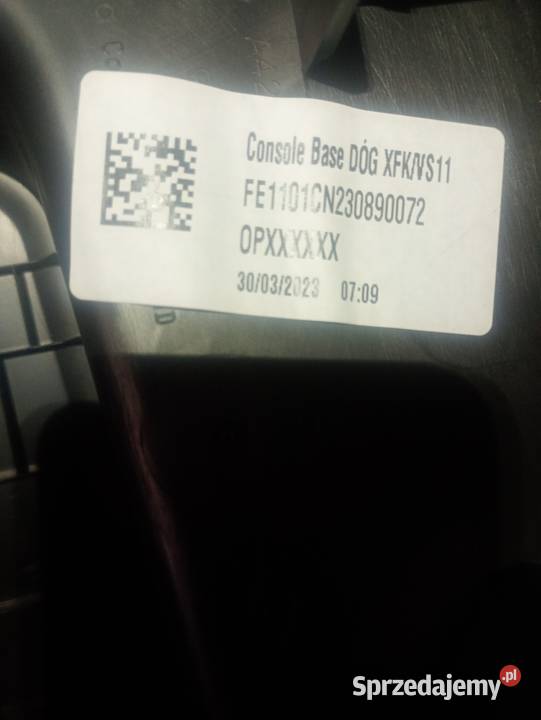 Console Base DÓG XFK/VS11
FE1101CN230890072
OPXXXXXX
30/03/2023 07:09
Sprzedajemy.pl